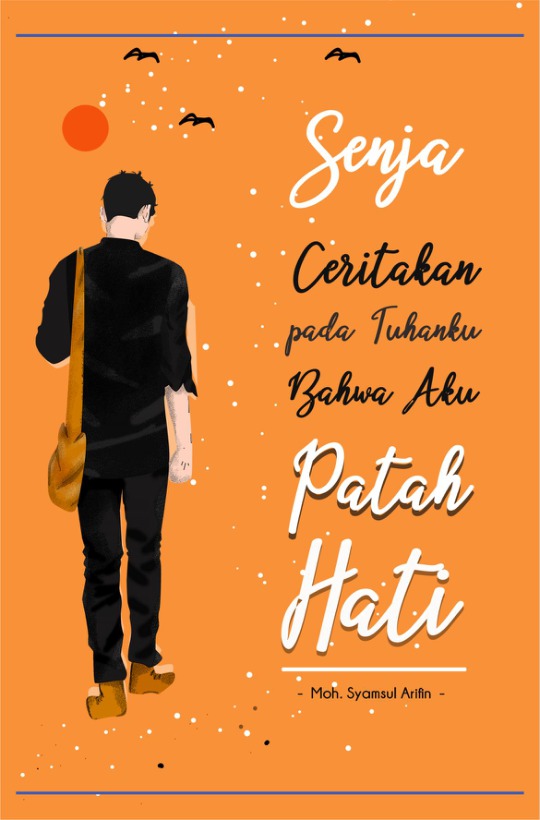 Senja
Ceritakan
pada Tuhanku
Bahwa Aku
Patah
Hati
- Moh. Syamsul Arifin -